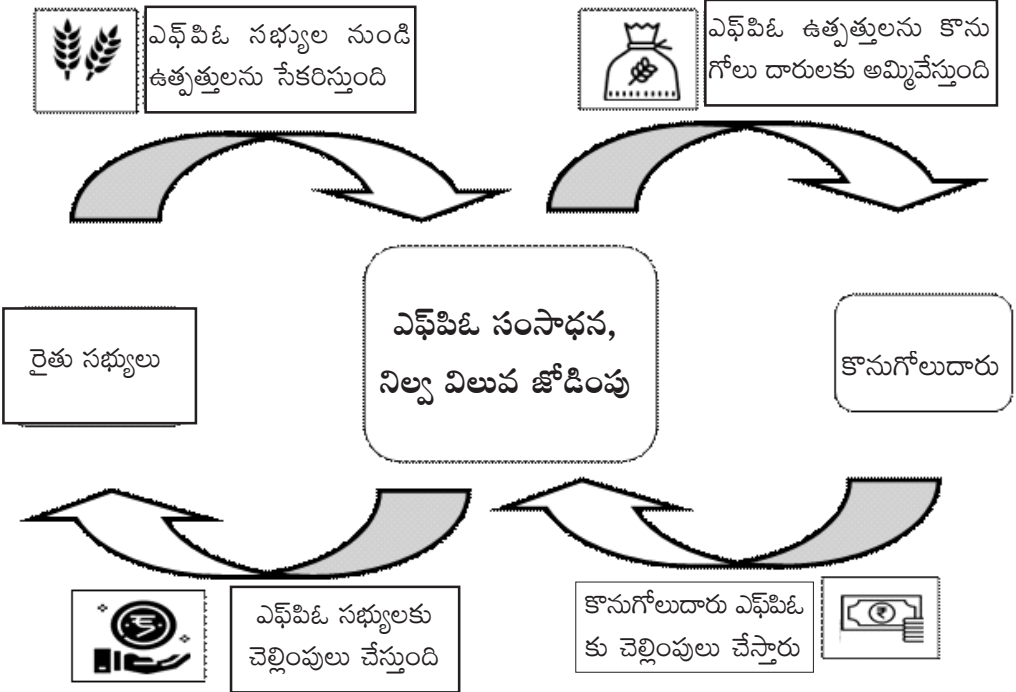 ఎఫ్‌పిఓ సభ్యుల నుండి
ఉత్పత్తులను సేకరిస్తుంది
ఎఫ్‌పిఓ ఉత్పత్తులను కొను
గోలు దారులకు అమ్మివేస్తుంది
రైతు సభ్యులు
ఎఫ్‌పిఓ సంసాధన,
నిల్వ విలువ జోడింపు
కొనుగోలుదారు
ఎఫ్‌పిఓ సభ్యులకు
చెల్లింపులు చేస్తుంది
కొనుగోలుదారు ఎఫ్‌పిఓ
కు చెల్లింపులు చేస్తారు